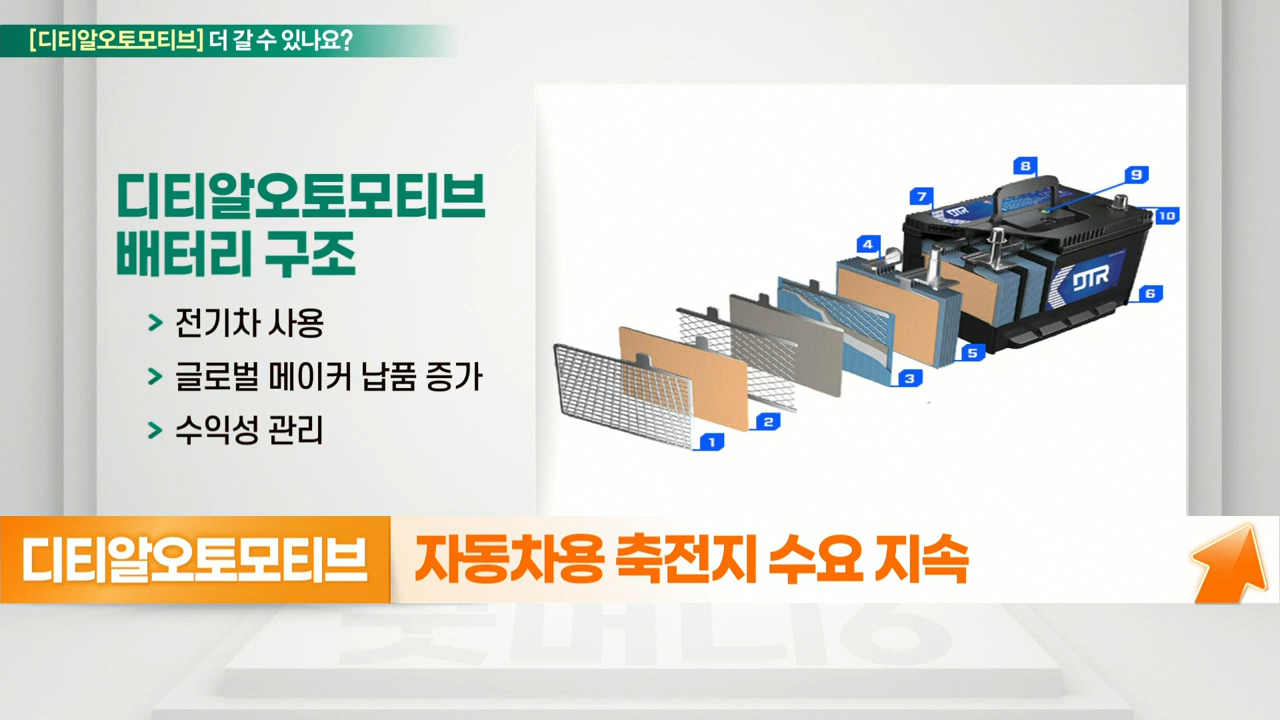 [디티알오토모티브] 더 갈 수 있나요?
디티알오토모티브
배터리 구조
> 전기차 사용
> 글로벌 메이커 납품 증가
> 수익성 관리
1
2
3
4
5
6
7
8
9
10
DTR
DTR
디티알오토모티브
자동차용 축전지 수요 지속
머니6